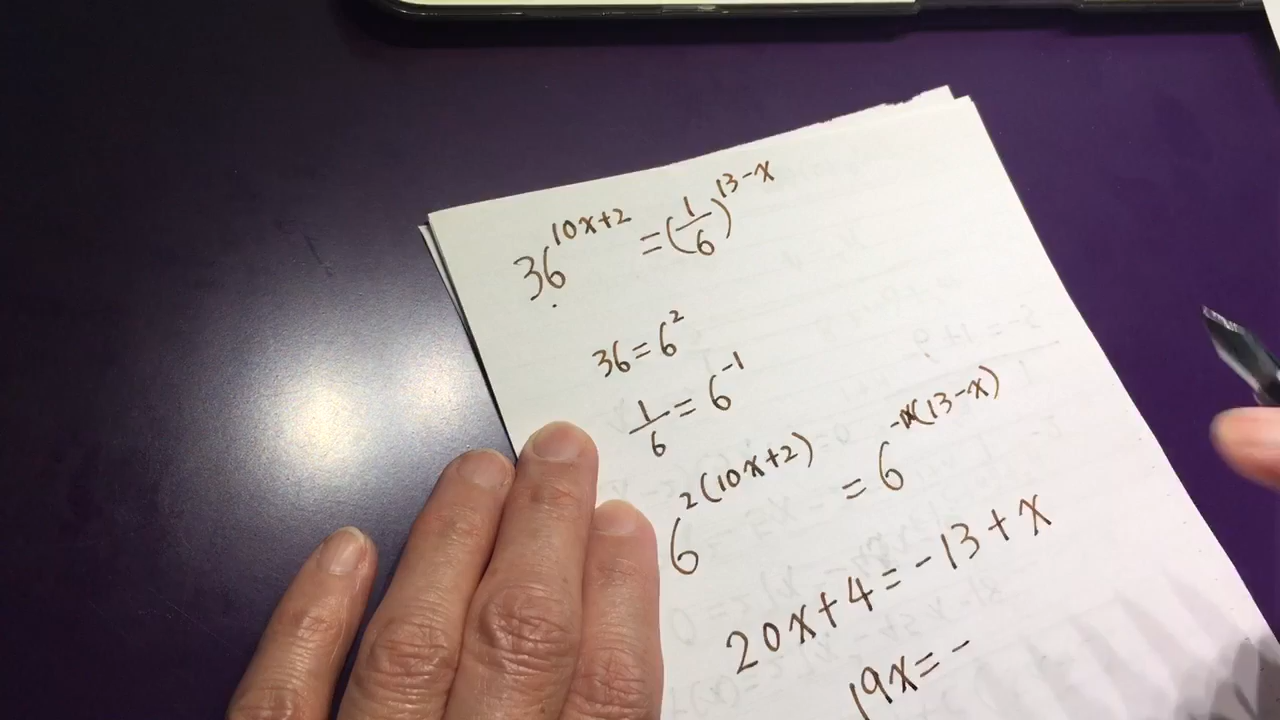 36^{10x+2} = (1/6)^{13-x}
36 = 6^2
1/6 = 6^{-1}
6^{2(10x+2)} = 6^{-(13-x)}
20x + 4 = -13 + x
19x = -